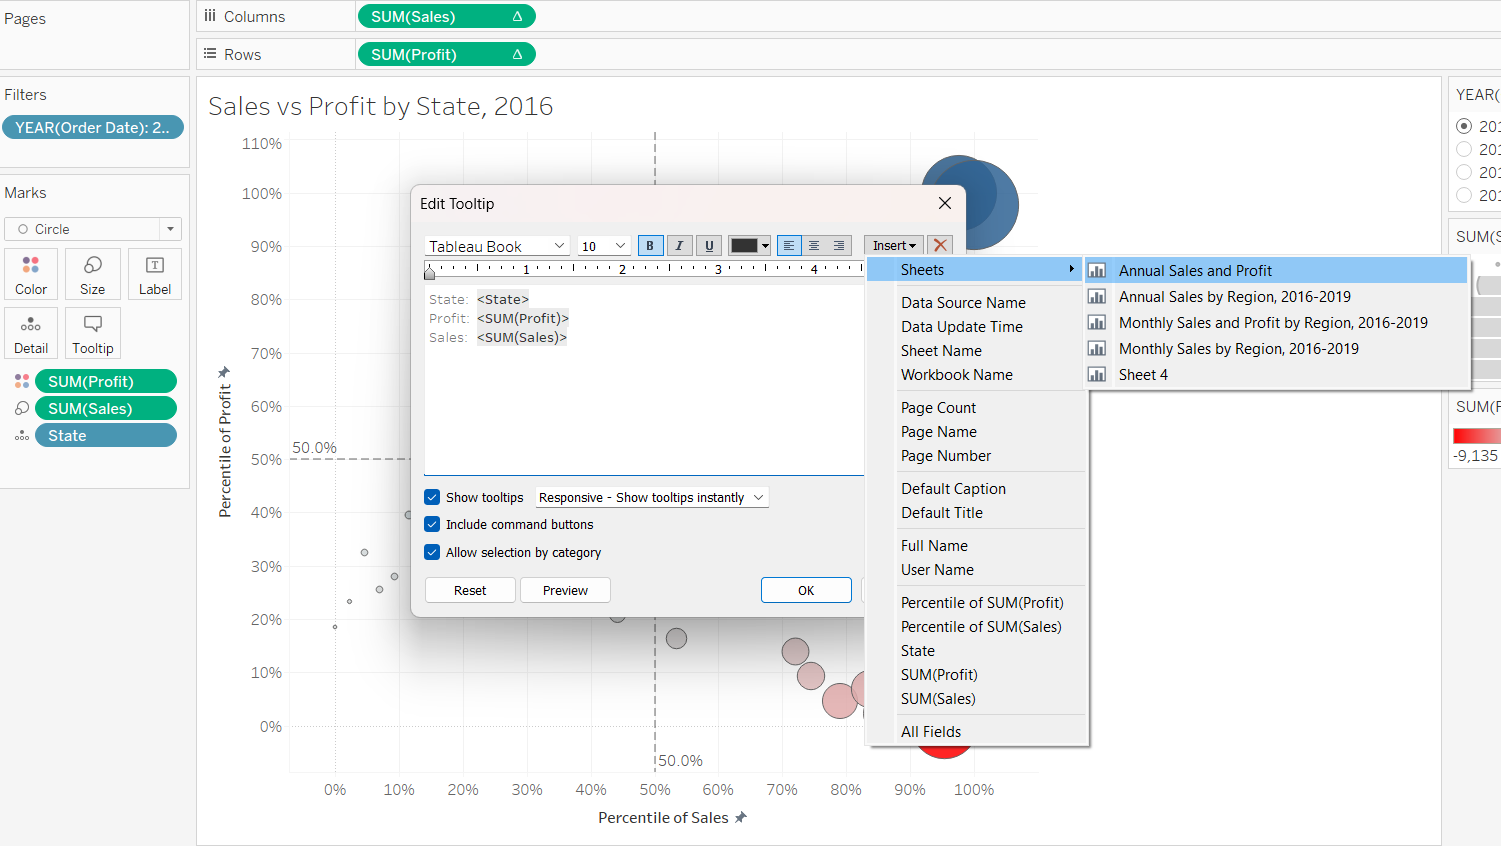 Pages
Columns
SUM(Sales) Δ
Rows
SUM(Profit) Δ
Filters
YEAR(Order Date): 2..
Marks
Circle
Color
Size
Label
Detail
Tooltip
SUM(Profit)
SUM(Sales)
State
Sales vs Profit by State, 2016
110%
100%
90%
80%
70%
60%
50%
40%
30%
20%
10%
0%
Percentile of Profit
50.0%
50.0%
0%
10%
20%
30%
40%
50%
60%
70%
80%
90%
100%
Percentile of Sales
Edit Tooltip
Tableau Book
10
B
I
U
Insert
1
2
3
4
State: <State>
Profit: <SUM(Profit)>
Sales: <SUM(Sales)>
Show tooltips
Responsive - Show tooltips instantly
Include command buttons
Allow selection by category
Reset
Preview
OK
Sheets
Data Source Name
Data Update Time
Sheet Name
Workbook Name
Page Count
Page Name
Page Number
Default Caption
Default Title
Full Name
User Name
Percentile of SUM(Profit)
Percentile of SUM(Sales)
State
SUM(Profit)
SUM(Sales)
All Fields
Annual Sales and Profit
Annual Sales by Region, 2016-2019
Monthly Sales and Profit by Region, 2016-2019
Monthly Sales by Region, 2016-2019
Sheet 4
YEAR(
201
201
201
201
SUM(S
SUM(F
-9,135